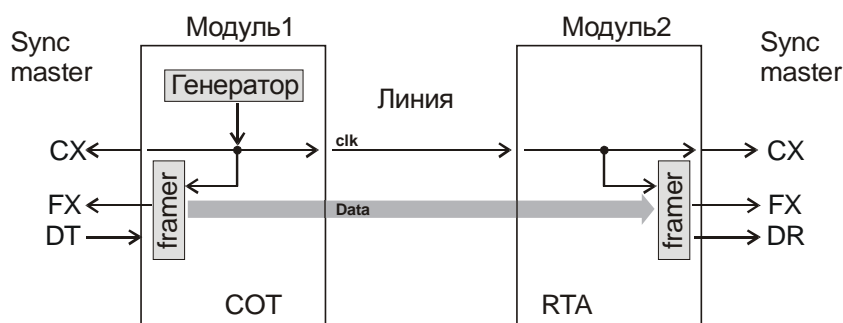 Модуль1
Модуль2
Sync
master
Sync
master
Генератор
Линия
CX
clk
CX
framer
framer
FX
FX
Data
DT
DR
COT
RTA